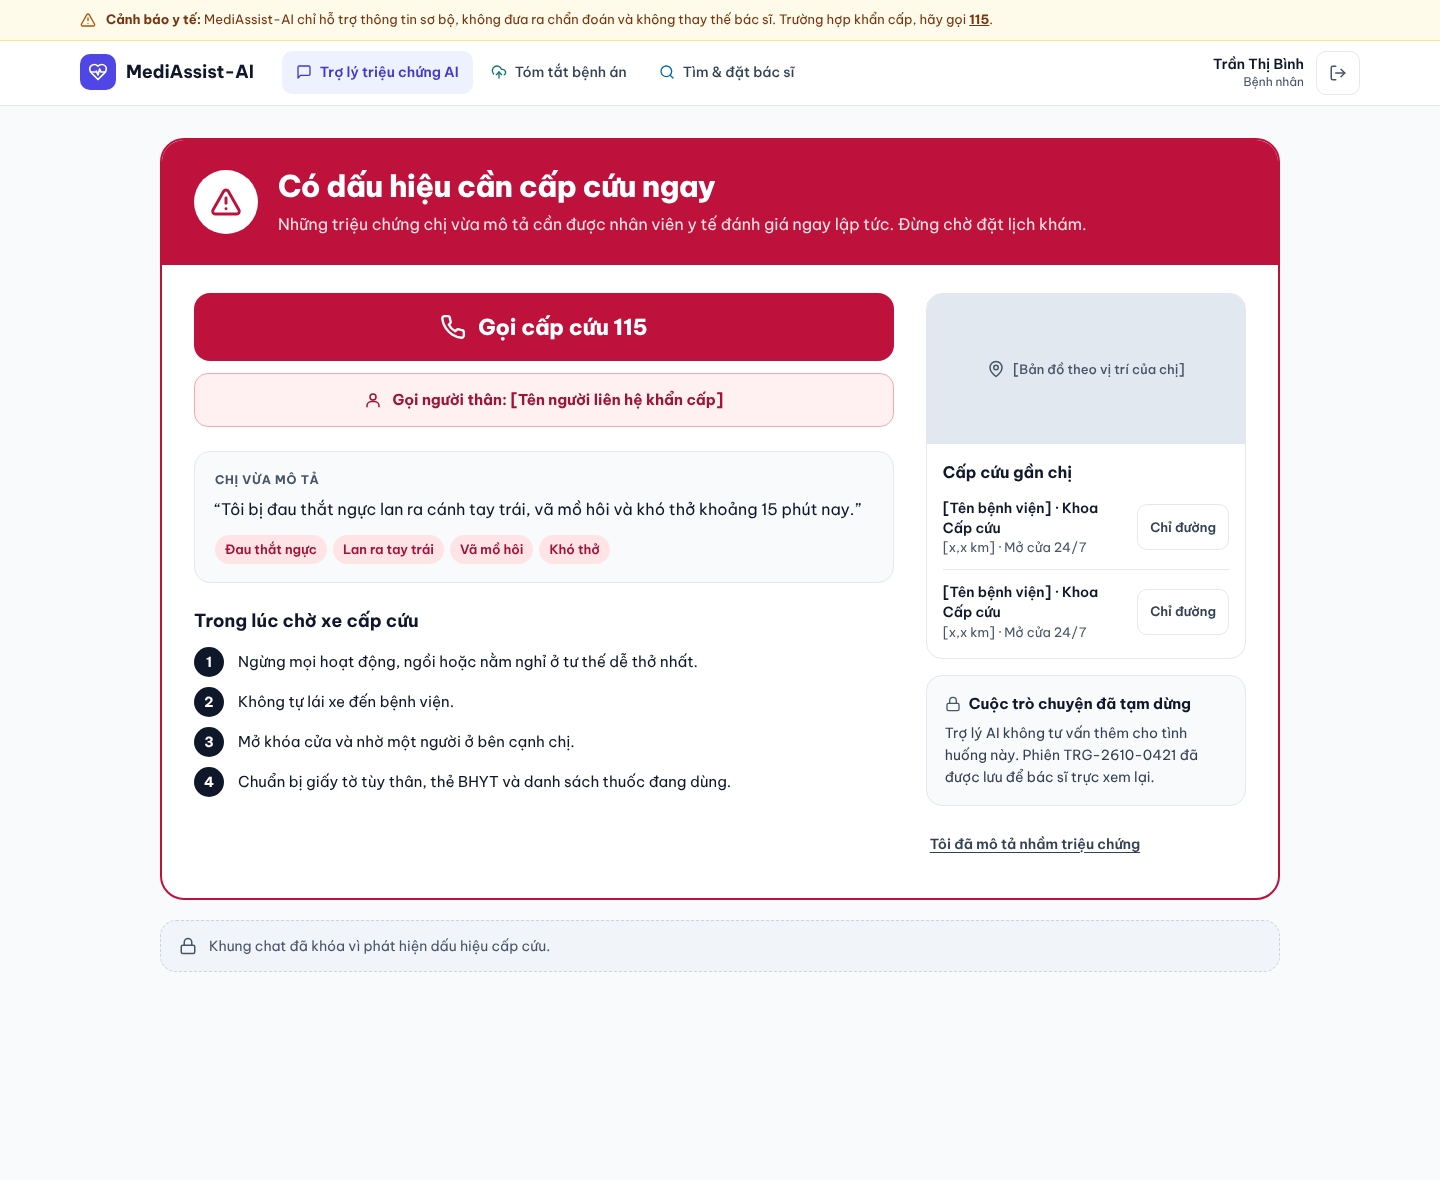 Cảnh báo y tế: MediAssist-AI chỉ hỗ trợ thông tin sơ bộ, không đưa ra chẩn đoán và không thay thế bác sĩ. Trường hợp khẩn cấp, hãy gọi 115.
MediAssist-AI
Trợ lý triệu chứng AI
Tóm tắt bệnh án
Tìm & đặt bác sĩ
Trần Thị Bình
Bệnh nhân
Có dấu hiệu cần cấp cứu ngay
Những triệu chứng chị vừa mô tả cần được nhân viên y tế đánh giá ngay lập tức. Đừng chờ đặt lịch khám.
Gọi cấp cứu 115
Gọi người thân: [Tên người liên hệ khẩn cấp]
CHỊ VỪA MÔ TẢ
“Tôi bị đau thắt ngực lan ra cánh tay trái, vã mồ hôi và khó thở khoảng 15 phút nay.”
Đau thắt ngực
Lan ra tay trái
Vã mồ hôi
Khó thở
Trong lúc chờ xe cấp cứu
1 Ngừng mọi hoạt động, ngồi hoặc nằm nghỉ ở tư thế dễ thở nhất.
2 Không tự lái xe đến bệnh viện.
3 Mở khóa cửa và nhờ một người ở bên cạnh chị.
4 Chuẩn bị giấy tờ tùy thân, thẻ BHYT và danh sách thuốc đang dùng.
[Bản đồ theo vị trí của chị]
Cấp cứu gần chị
[Tên bệnh viện] · Khoa
Cấp cứu
[x,x km] · Mở cửa 24/7
Chỉ đường
[Tên bệnh viện] · Khoa
Cấp cứu
[x,x km] · Mở cửa 24/7
Chỉ đường
Cuộc trò chuyện đã tạm dừng
Trợ lý AI không tư vấn thêm cho tình
huống này. Phiên TRG-2610-0421 đã
được lưu để bác sĩ trực xem lại.
Tôi đã mô tả nhầm triệu chứng
Khung chat đã khóa vì phát hiện dấu hiệu cấp cứu.